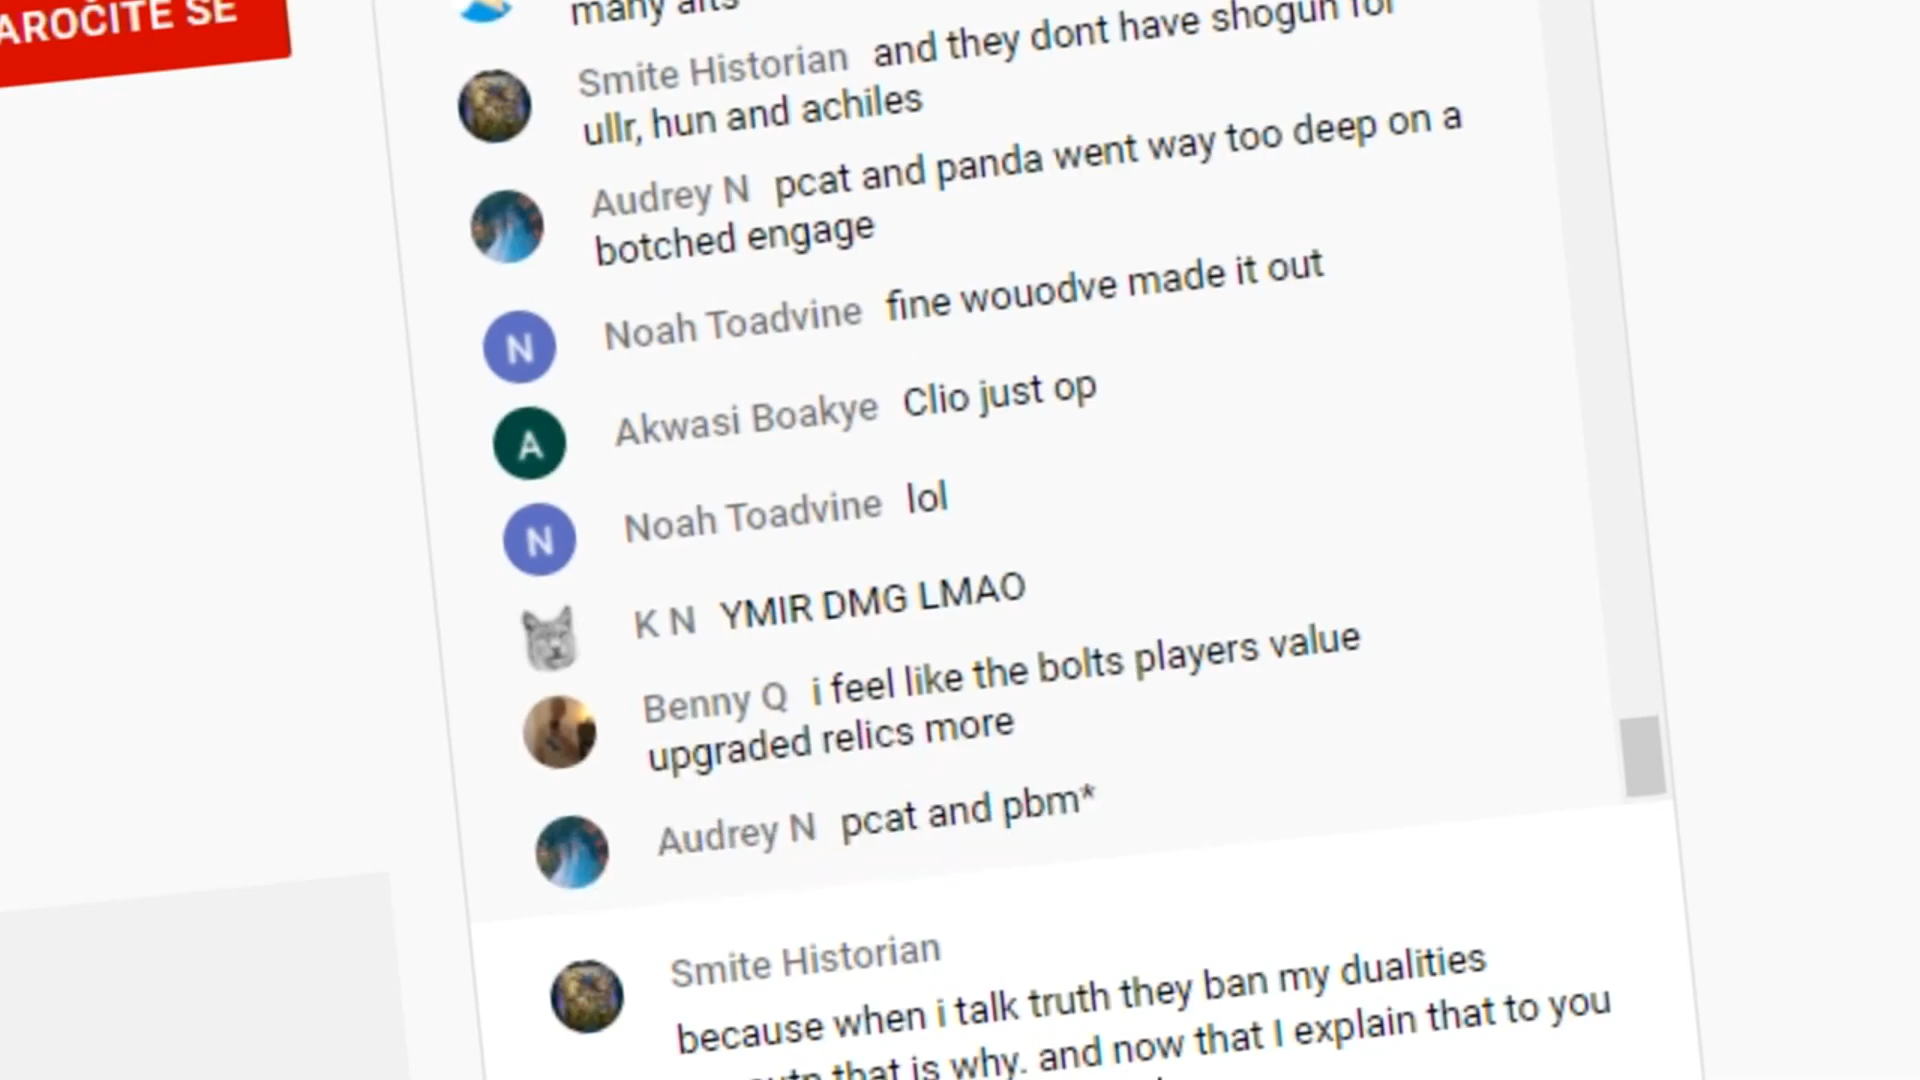 AROČITE SE
many
Smite Historian and they dont have shogun for
ullr, hun and achiles
Audrey N pcat and panda went way too deep on a
botched engage
N Noah Toadvine fine wouodve made it out
A Akwasi Boakye Clio just op
N Noah Toadvine lol
K N YMIR DMG LMAO
Benny Q i feel like the bolts players value
upgraded relics more
Audrey N pcat and pbm*
Smite Historian
because when i talk truth they ban my dualities
that is why. and now that I explain that to you